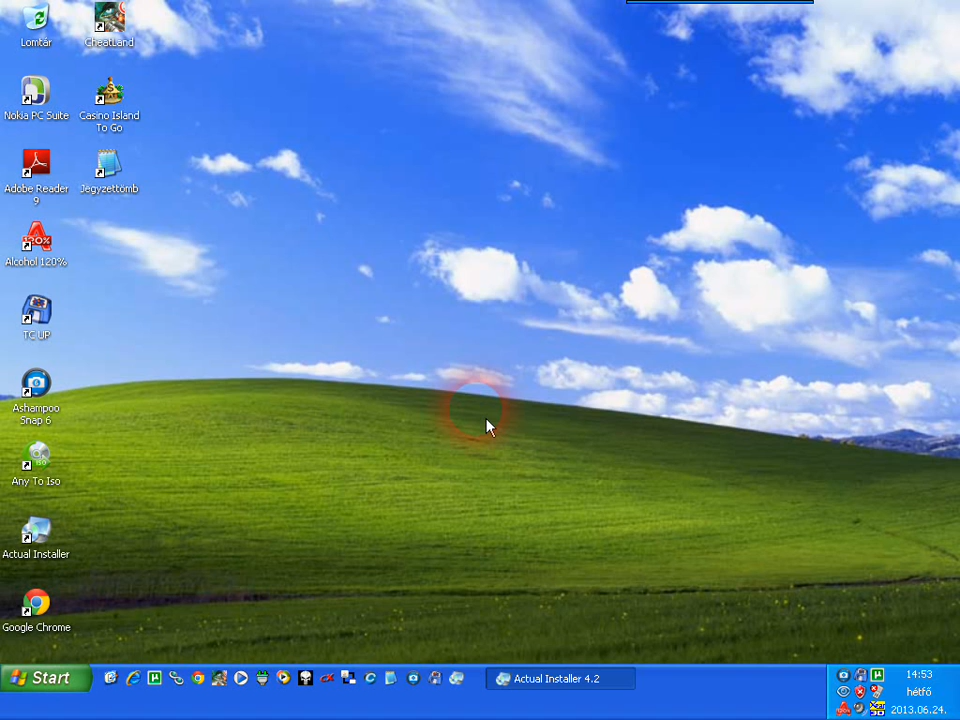 Lomtár
CheatLand
Nokia PC Suite
Casino Island
To Go
Adobe Reader
9
Jegyzettömb
120%
Alcohol 120%
TC UP
Ashampoo
Snap 6
ISO
Any To Iso
Actual Installer
Google Chrome
Start
Actual Installer 4.2
14:53
hétfő
2013.06.24.